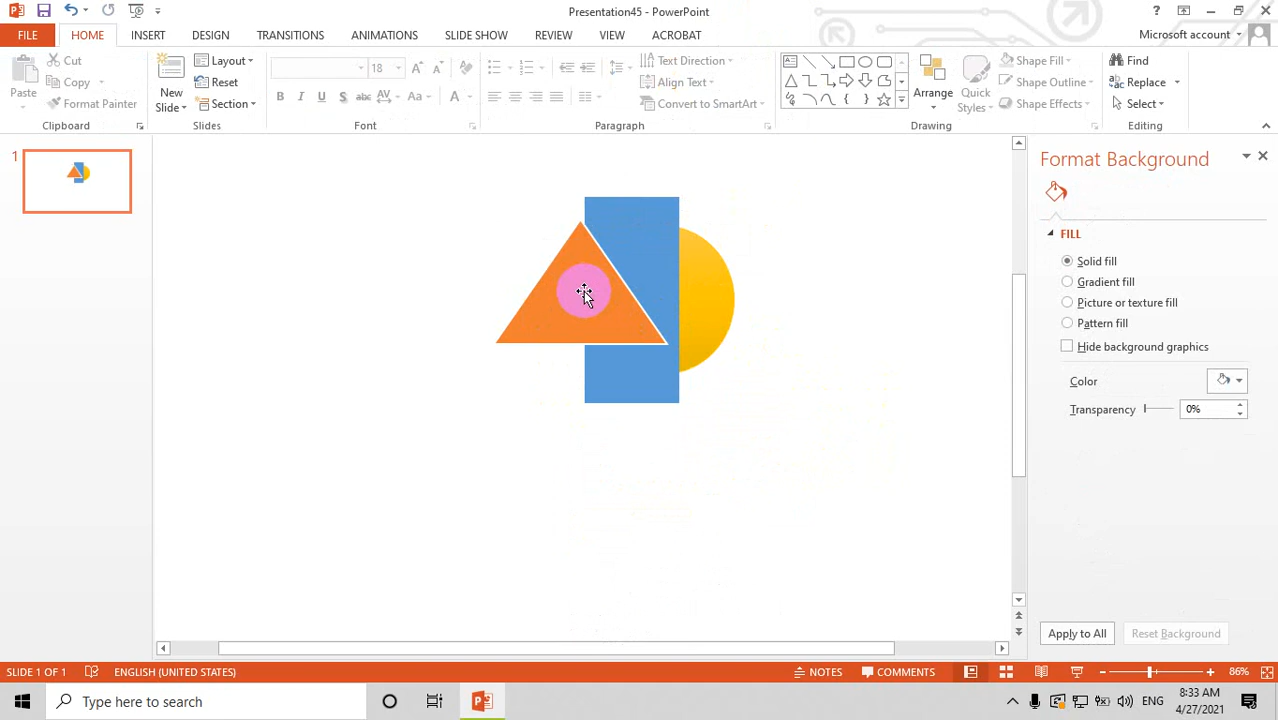 Presentation45 - PowerPoint
?
FILE HOME INSERT DESIGN TRANSITIONS ANIMATIONS SLIDE SHOW REVIEW VIEW ACROBAT
Microsoft account
Paste
Cut
Copy
Format Painter
Clipboard
New
Slide
Layout
Reset
Section
Slides
18
B I U S abc AV Aa A
Font
Text Direction
Align Text
Convert to SmartArt
Paragraph
Arrange
Quick
Styles
Shape Fill
Shape Outline
Shape Effects
Drawing
Find
Replace
Select
Editing
1
Format Background
FILL
Solid fill
Gradient fill
Picture or texture fill
Pattern fill
Hide background graphics
Color
Transparency 0%
Apply to All Reset Background
SLIDE 1 OF 1 ENGLISH (UNITED STATES) NOTES COMMENTS 86%
Type here to search
ENG
8:33 AM
4/27/2021